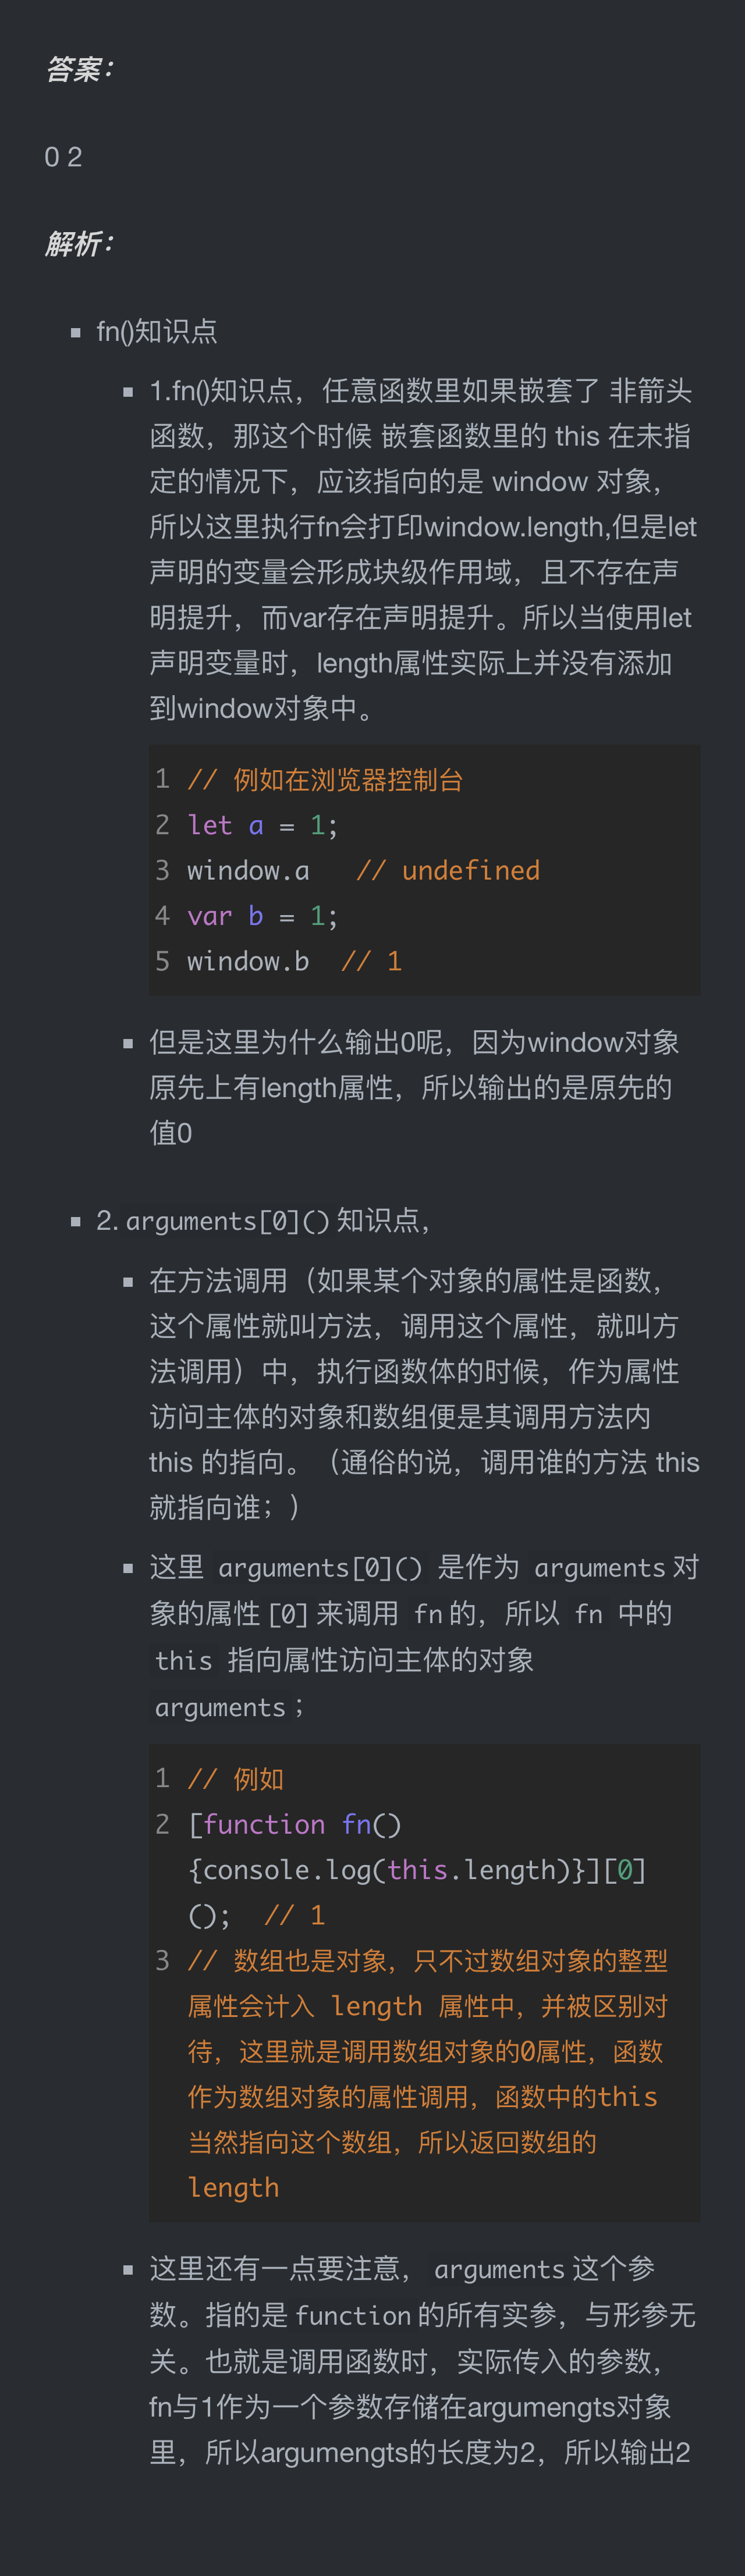 答案：
0 2
解析：
fn()知识点
1.fn()知识点，任意函数里如果嵌套了 非箭头
函数，那这个时候 嵌套函数里的 this 在未指
定的情况下，应该指向的是 window 对象，
所以这里执行fn会打印window.length,但是let
声明的变量会形成块级作用域，且不存在声
明提升，而var存在声明提升。所以当使用let
声明变量时，length属性实际上并没有添加
到window对象中。
1 // 例如在浏览器控制台
2 let a = 1;
3 window.a   // undefined
4 var b = 1;
5 window.b  // 1
但是这里为什么输出0呢，因为window对象
原先上有length属性，所以输出的是原先的
值0
2. arguments[0]() 知识点，
在方法调用（如果某个对象的属性是函数，
这个属性就叫方法，调用这个属性，就叫方
法调用）中，执行函数体的时候，作为属性
访问主体的对象和数组便是其调用方法内
this 的指向。（通俗的说，调用谁的方法 this
就指向谁；）
这里 arguments[0]() 是作为 arguments 对
象的属性 [0] 来调用 fn 的，所以 fn 中的
this 指向属性访问主体的对象
arguments；
1 // 例如
2 [function fn()
{console.log(this.length)}][0]
();  // 1
3 // 数组也是对象，只不过数组对象的整型
属性会计入 length 属性中，并被区别对
待，这里就是调用数组对象的0属性，函数
作为数组对象的属性调用，函数中的this
当然指向这个数组，所以返回数组的
length
这里还有一点要注意，arguments 这个参
数。指的是 function 的所有实参，与形参无
关。也就是调用函数时，实际传入的参数，
fn与1作为一个参数存储在argumengts对象
里，所以argumengts的长度为2，所以输出2